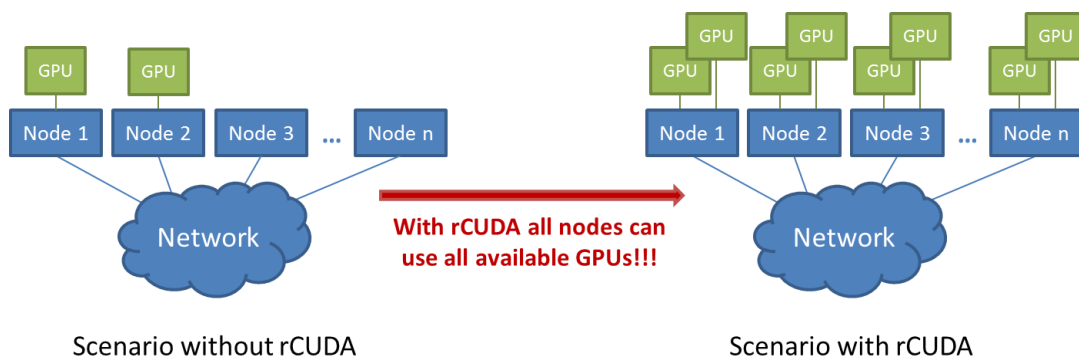 GPU GPU
Node 1 Node 2 Node 3 ... Node n
Network
Scenario without rCUDA
With rCUDA all nodes can
use all available GPUs!!!
GPU GPU GPU GPU
GPU GPU GPU GPU
Node 1 Node 2 Node 3 ... Node n
Network
Scenario with rCUDA